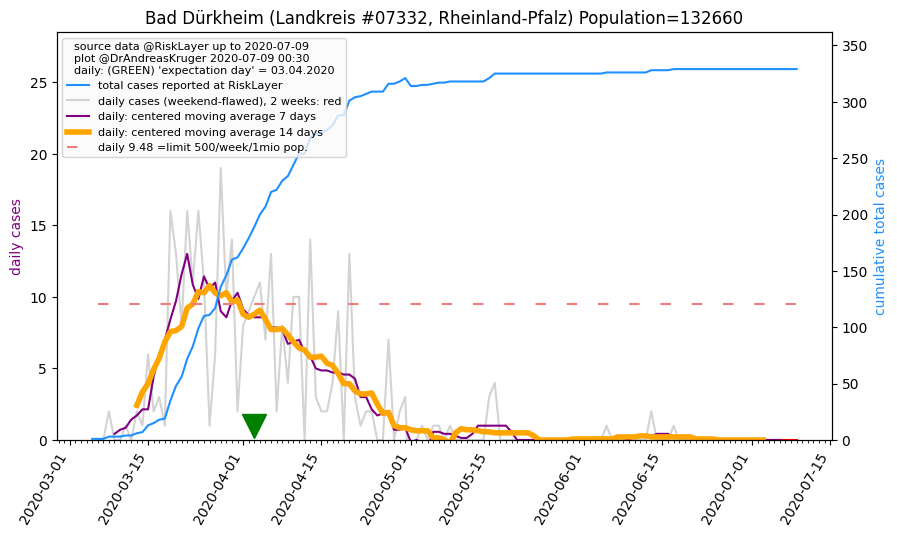 Bad Dürkheim (Landkreis #07332, Rheinland-Pfalz) Population=132660
source data @RiskLayer up to 2020-07-09
plot @DrAndreasKruger 2020-07-09 00:30
daily: (GREEN) 'expectation day' = 03.04.2020
total cases reported at RiskLayer
daily cases (weekend-flawed), 2 weeks: red
daily: centered moving average 7 days
daily: centered moving average 14 days
daily 9.48 =limit 500/week/1mio pop.
daily cases
0
5
10
15
20
25
cumulative total cases
0
50
100
150
200
250
300
350
2020-03-01
2020-03-15
2020-04-01
2020-04-15
2020-05-01
2020-05-15
2020-06-01
2020-06-15
2020-07-01
2020-07-15